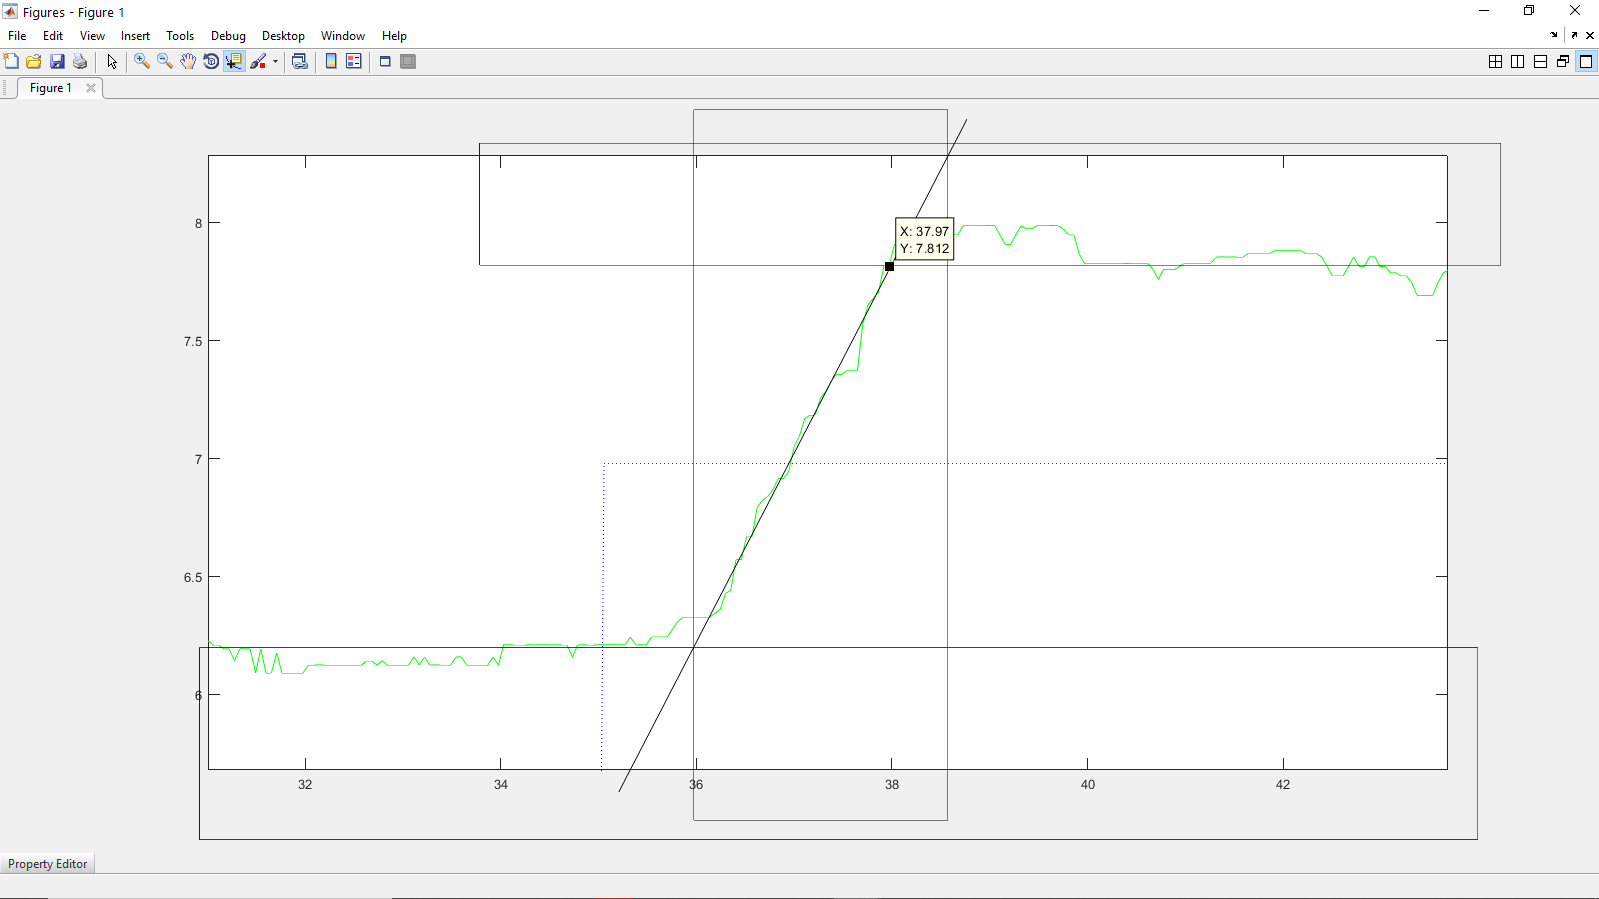 Figures - Figure 1
File Edit View Insert Tools Debug Desktop Window Help
Figure 1
8
X: 37.97
Y: 7.812
7.5
7
6.5
6
32 34 36 38 40 42
Property Editor